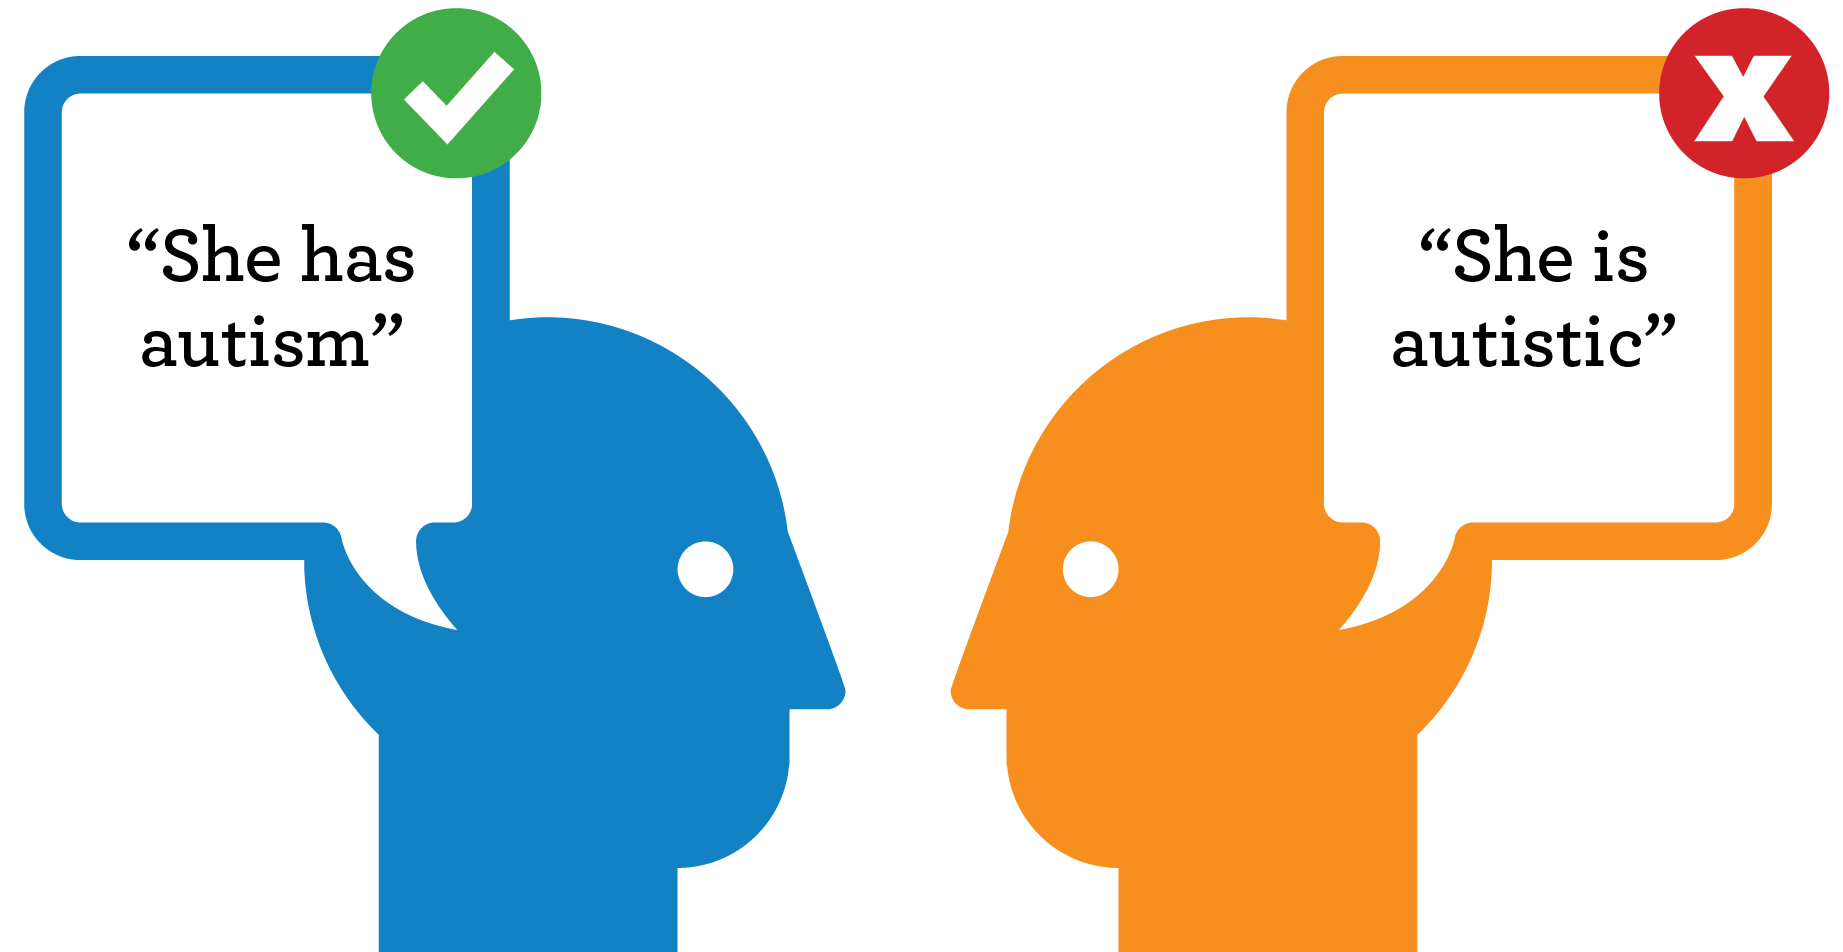 “She has
autism”
“She is
autistic”